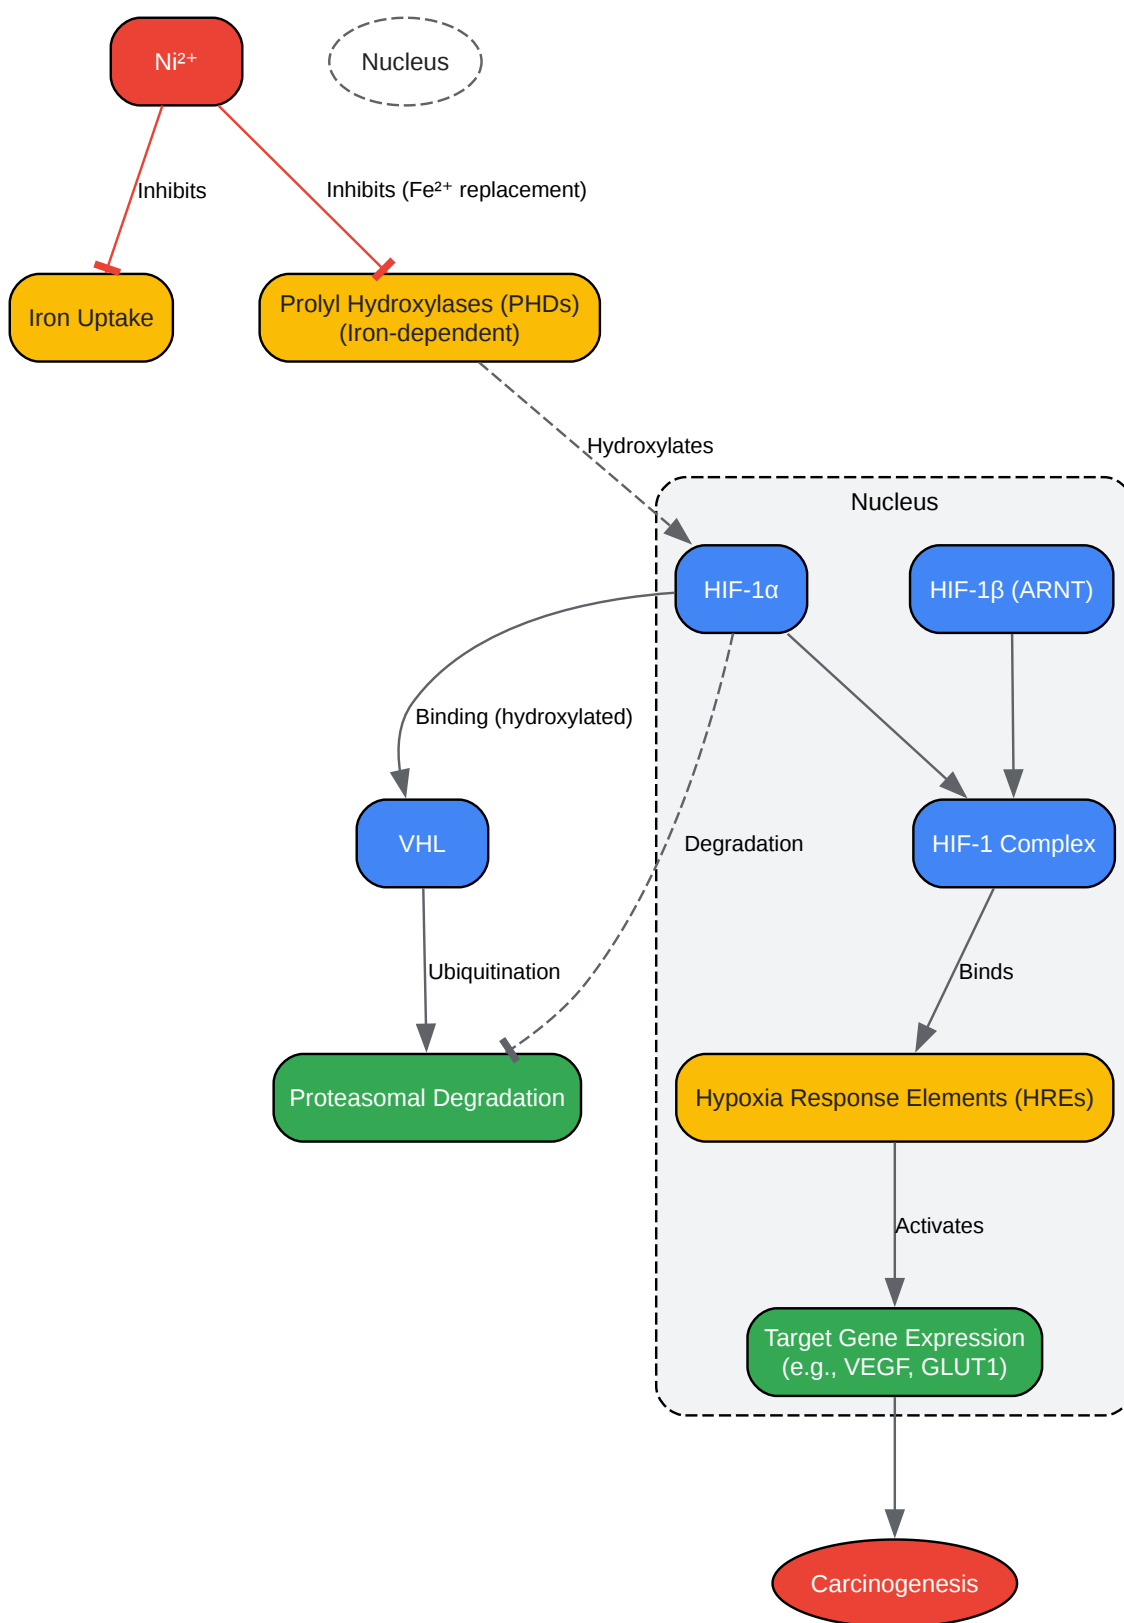 Ni²⁺
Nucleus
Inhibits
Inhibits (Fe²⁺ replacement)
Iron Uptake
Prolyl Hydroxylases (PHDs)
(Iron-dependent)
Hydroxylates
Nucleus
HIF-1α
HIF-1β (ARNT)
Binding (hydroxylated)
VHL
Degradation
HIF-1 Complex
Ubiquitination
Binds
Proteasomal Degradation
Hypoxia Response Elements (HREs)
Activates
Target Gene Expression
(e.g., VEGF, GLUT1)
Carcinogenesis